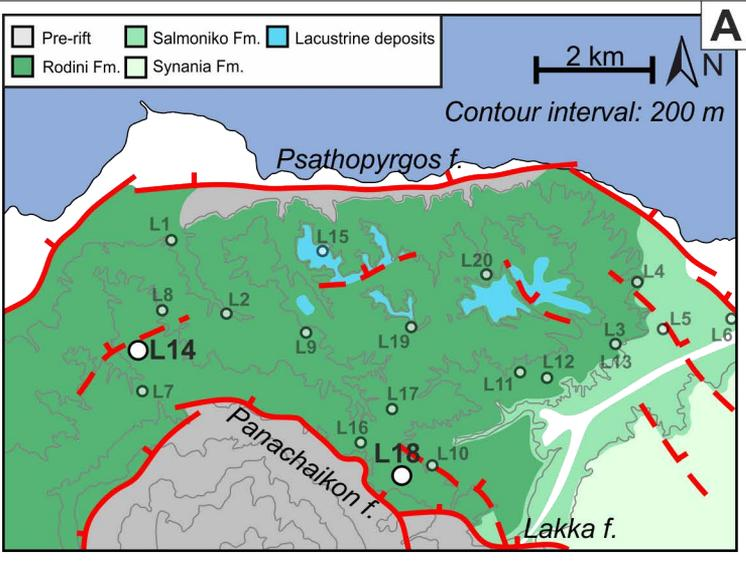 A
Pre-rift
Salmoniko Fm.
Lacustrine deposits
Rodini Fm.
Synania Fm.
2 km
N
Contour interval: 200 m
Psathopyrgos f.
L1
L15
L20
L4
L8
L2
L5
L6
L9
L19
L3
L13
L14
L11
L12
L7
L17
L16
L18
L10
Panachaikon f.
Lakka f.